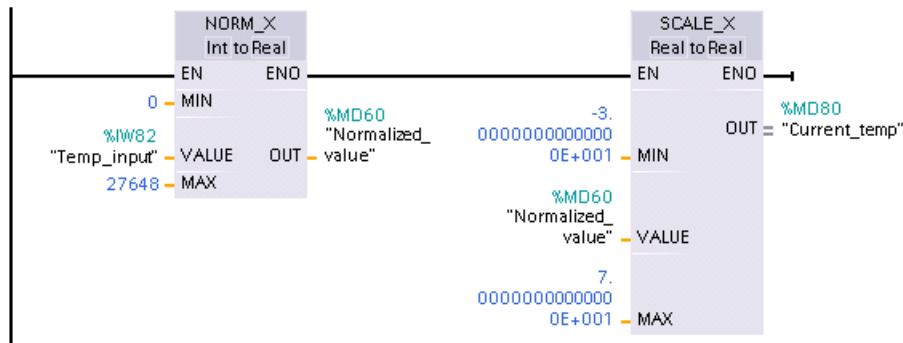 NORM_X
Int to Real
EN ENO
0 MIN
%IW82
"Temp_input" VALUE
27648 MAX
%MD60
"Normalized_
OUT value"
SCALE_X
Real to Real
EN ENO
-3.
0000000000000
0E+001 MIN
%MD60
"Normalized_
value" VALUE
7.
0000000000000
0E+001 MAX
%MD80
OUT "Current_temp"